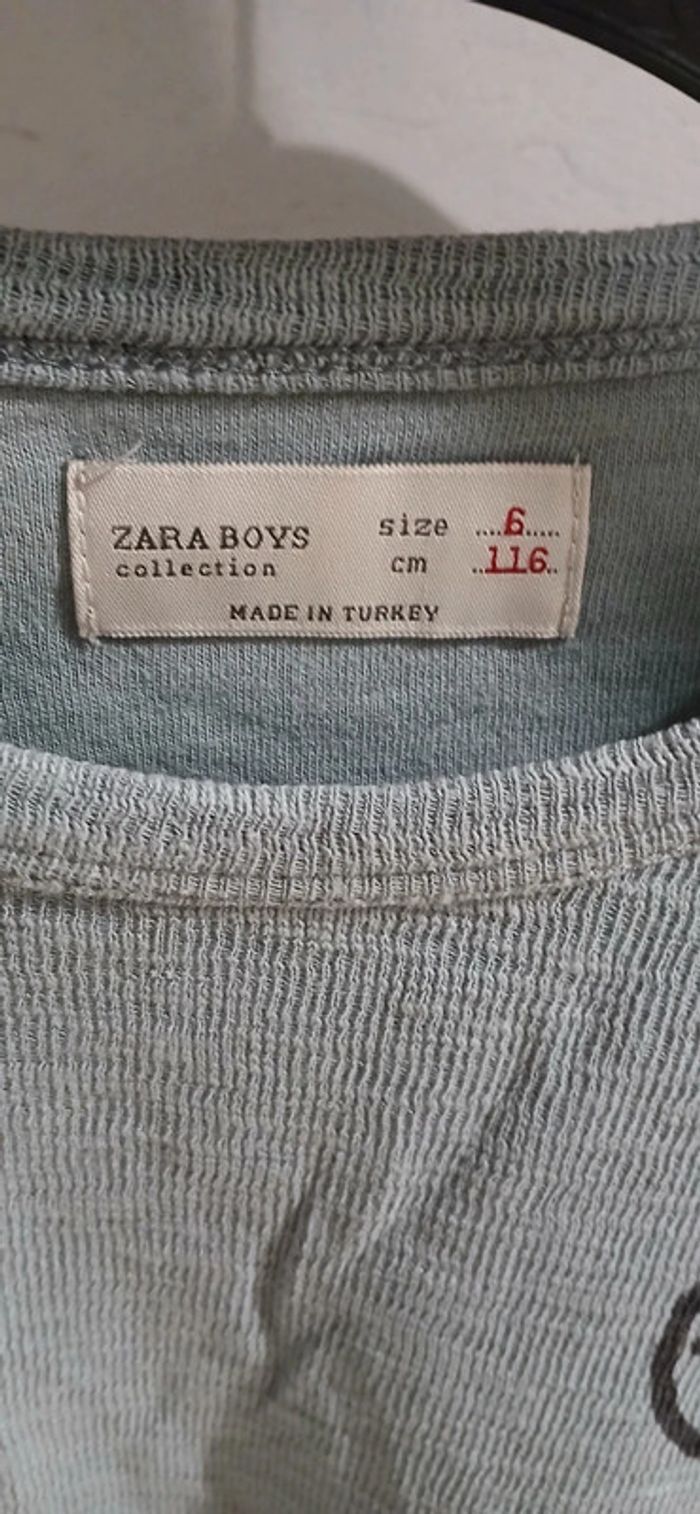 ZARA BOYS
collection
size ....6.....
cm ..116..
MADE IN TURKEY